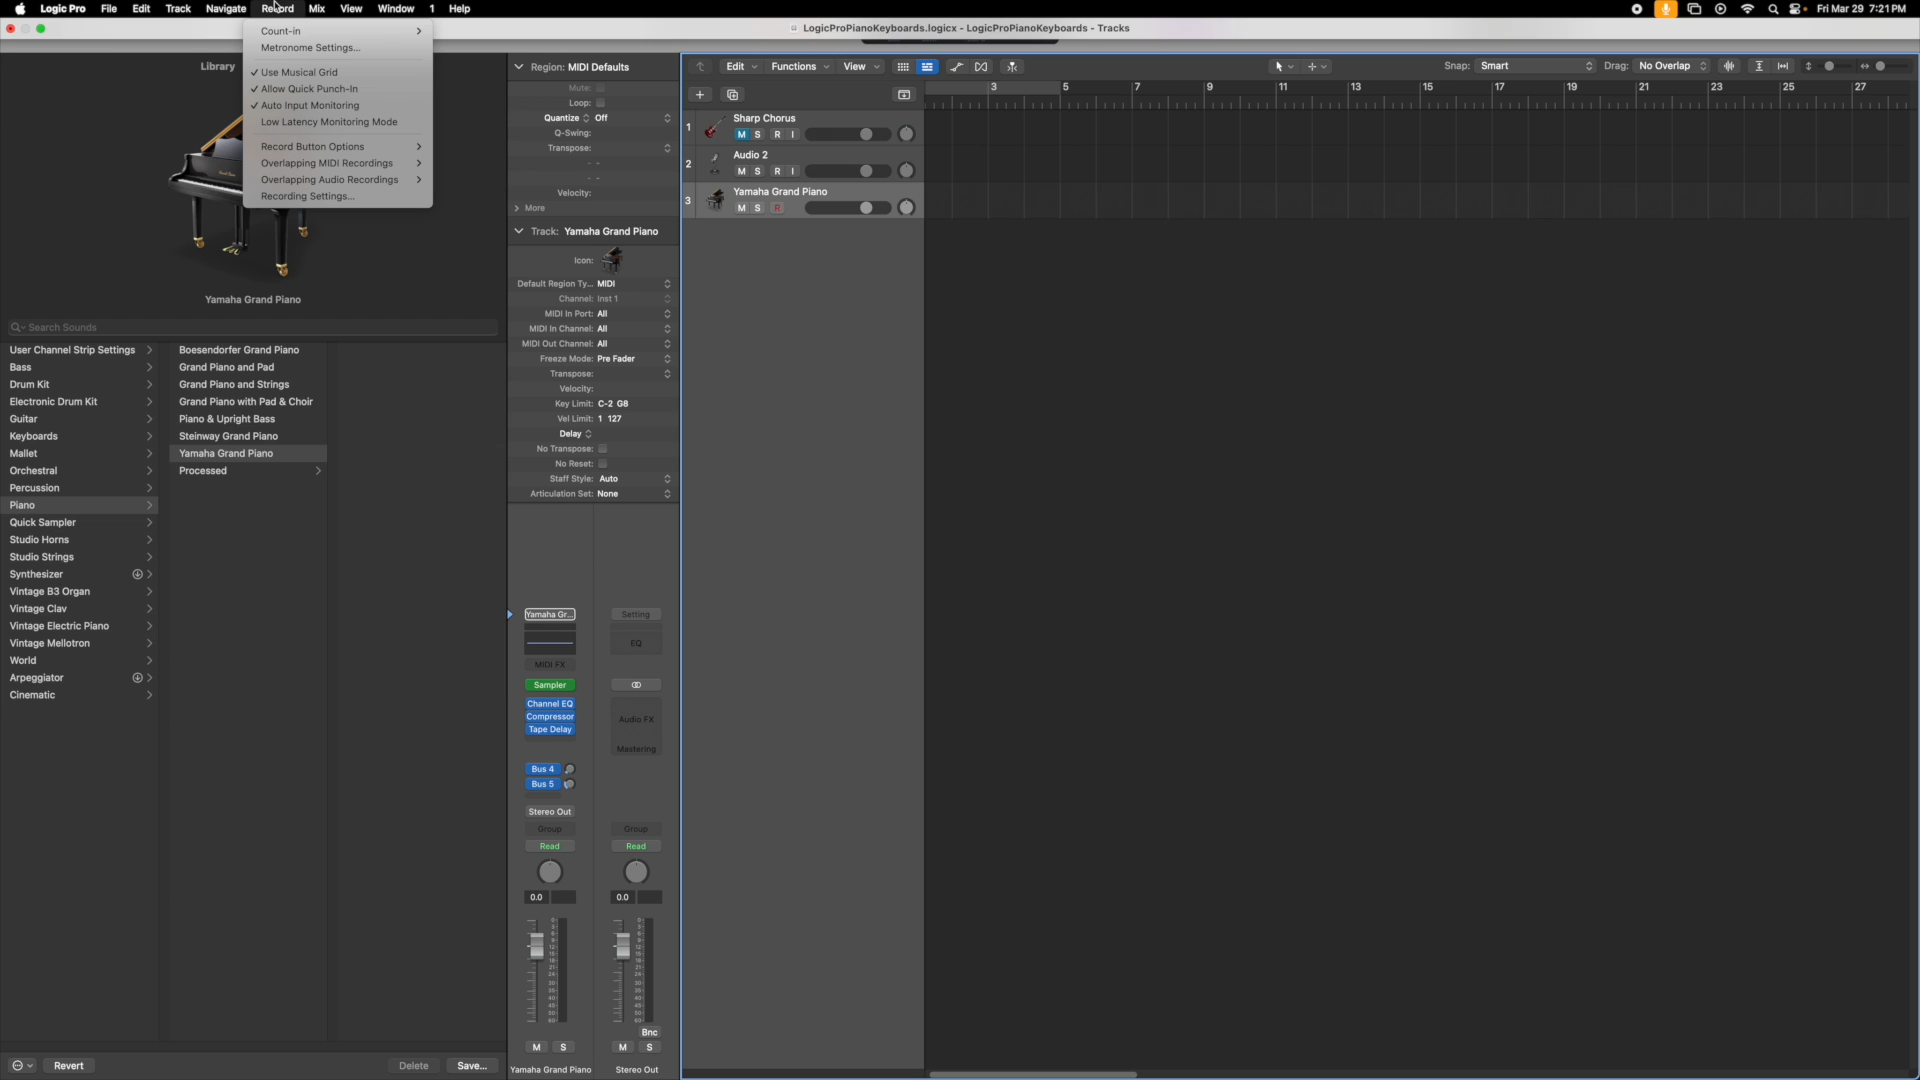 Logic Pro File Edit Track Navigate Record Mix View Window 1 Help Fri Mar 29 7:21 PM
LogicProPianoKeyboards.logicx - LogicProPianoKeyboards - Tracks
Count-in
Metronome Settings...
✓ Use Musical Grid
✓ Allow Quick Punch-In
✓ Auto Input Monitoring
Low Latency Monitoring Mode
Record Button Options
Overlapping MIDI Recordings
Overlapping Audio Recordings
Recording Settings...
Library
Yamaha Grand Piano
Search Sounds
User Channel Strip Settings
Bass
Drum Kit
Electronic Drum Kit
Guitar
Keyboards
Mallet
Orchestral
Percussion
Piano
Quick Sampler
Studio Horns
Studio Strings
Synthesizer
Vintage B3 Organ
Vintage Clav
Vintage Electric Piano
Vintage Mellotron
World
Arpeggiator
Cinematic
Boesendorfer Grand Piano
Grand Piano and Pad
Grand Piano and Strings
Grand Piano with Pad & Choir
Piano & Upright Bass
Steinway Grand Piano
Yamaha Grand Piano
Processed
Revert Delete Save...
Region: MIDI Defaults
Mute:
Loop:
Quantize Off
Q-Swing:
Transpose:
- -
- -
Velocity:
More
Track: Yamaha Grand Piano
Icon:
Default Region Ty... MIDI
Channel: Inst 1
MIDI In Port: All
MIDI In Channel: All
MIDI Out Channel: All
Freeze Mode: Pre Fader
Transpose:
Velocity:
Key Limit: C-2 G8
Vel Limit: 1 127
Delay
No Transpose:
No Reset:
Staff Style: Auto
Articulation Set: None
Yamaha Gr...
MIDI FX
Sampler
Channel EQ
Compressor
Tape Delay
Bus 4
Bus 5
Stereo Out
Group
Read
0.0
M S
Yamaha Grand Piano
Setting
EQ
Audio FX
Mastering
Group
Read
0.0
Bnc
M S
Stereo Out
Edit Functions View Snap: Smart Drag: No Overlap
3 5 7 9 11 13 15 17 19 21 23 25 27
1 Sharp Chorus
M S R I
2 Audio 2
M S R I
3 Yamaha Grand Piano
M S R